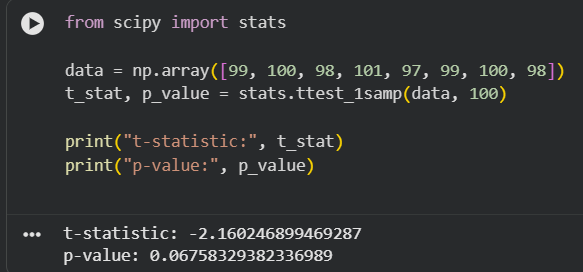 from scipy import stats
data = np.array([99, 100, 98, 101, 97, 99, 100, 98])
t_stat, p_value = stats.ttest_1samp(data, 100)
print("t-statistic:", t_stat)
print("p-value:", p_value)
t-statistic: -2.160246899469287
p-value: 0.06758329382336989